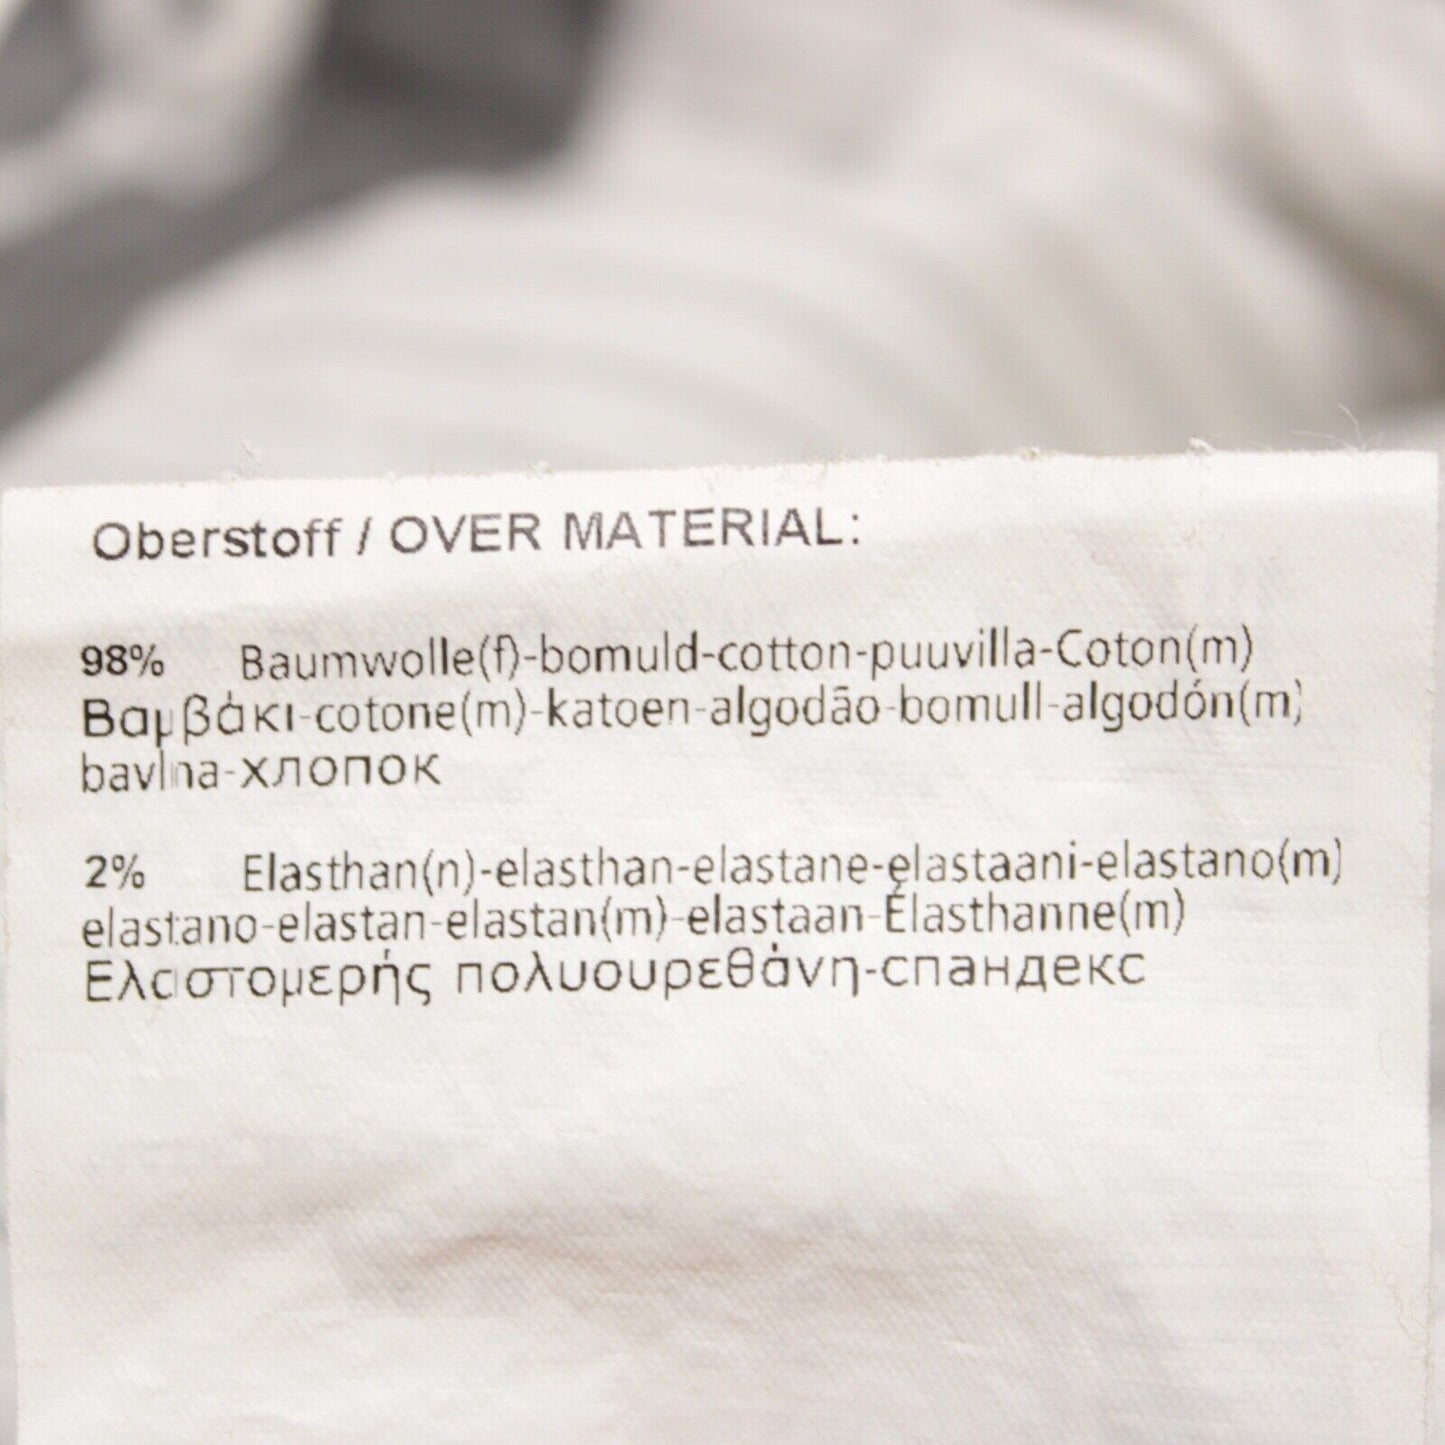 Oberstoff / OVER MATERIAL:
98% Baumwolle(f)-bomuld-cotton-puuvilla-Coton(m)
Βαμβάκι-cotone(m)-katoen-algodão-bomull-algodón(m)
bavlna-хлопок
2% Elasthan(n)-elasthan-elastane-elastaani-elastano(m)
elastano-elastan-elastan(m)-elastaan-Élasthanne(m)
Ελαστομερής πολυουρεθάνη-спандекс